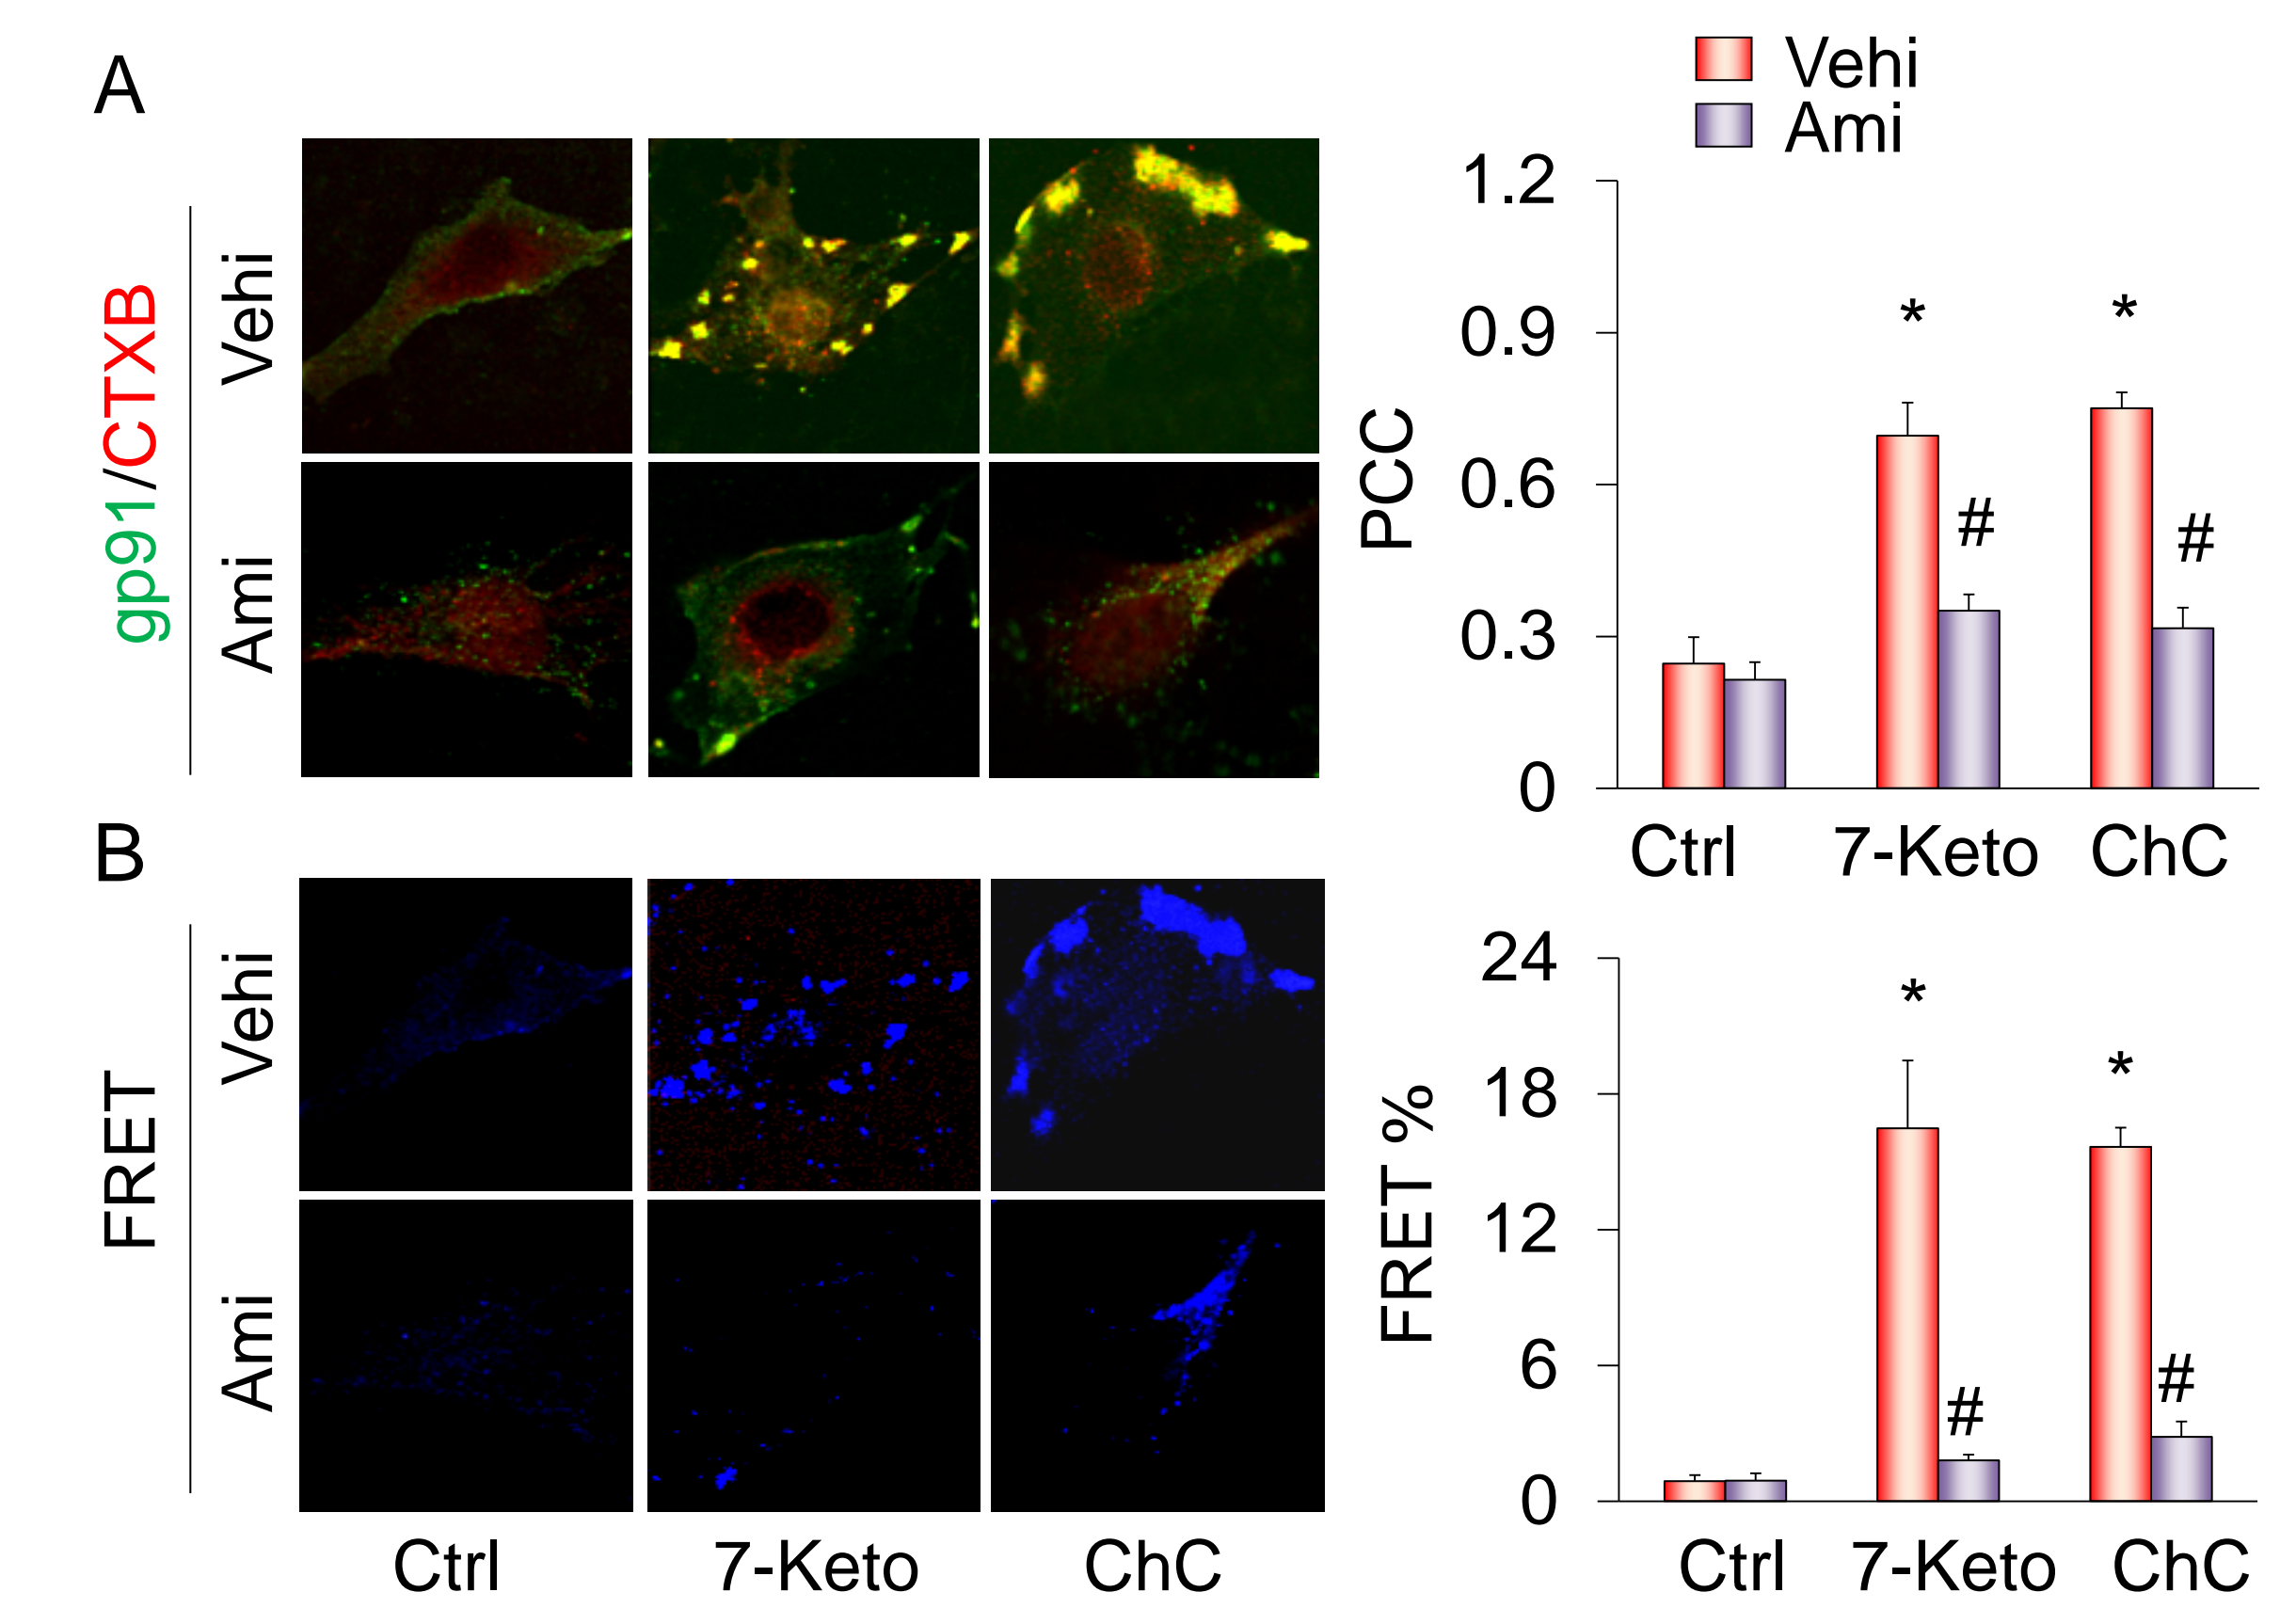 A
Vehi
Ami
gp91/CTXB
Vehi
Ami
PCC
1.2
0.9
0.6
0.3
0
*
*
#
#
Ctrl 7-Keto ChC
B
FRET
Vehi
Ami
Ctrl 7-Keto ChC
FRET %
24
18
12
6
0
*
*
#
#
Ctrl 7-Keto ChC